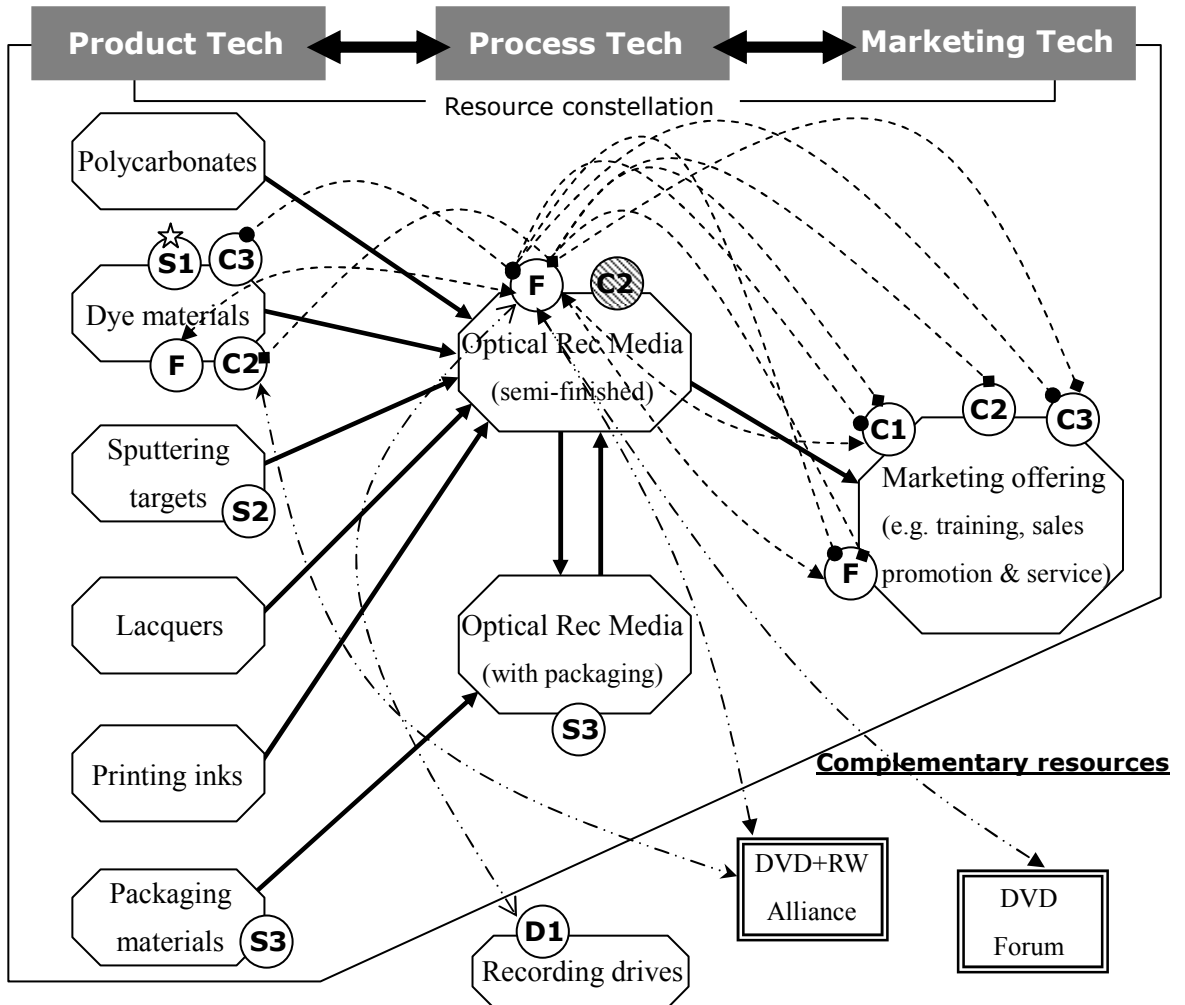 Product Tech
Process Tech
Marketing Tech
Resource constellation
Polycarbonates
S1
C3
Dye materials
F
C2
Sputtering
targets
S2
Lacquers
Printing inks
Packaging
materials
S3
F
C2
Optical Rec Media
(semi-finished)
Optical Rec Media
(with packaging)
S3
C1
C2
C3
Marketing offering
(e.g. training, sales
promotion & service)
F
Complementary resources
D1
Recording drives
DVD+RW
Alliance
DVD
Forum